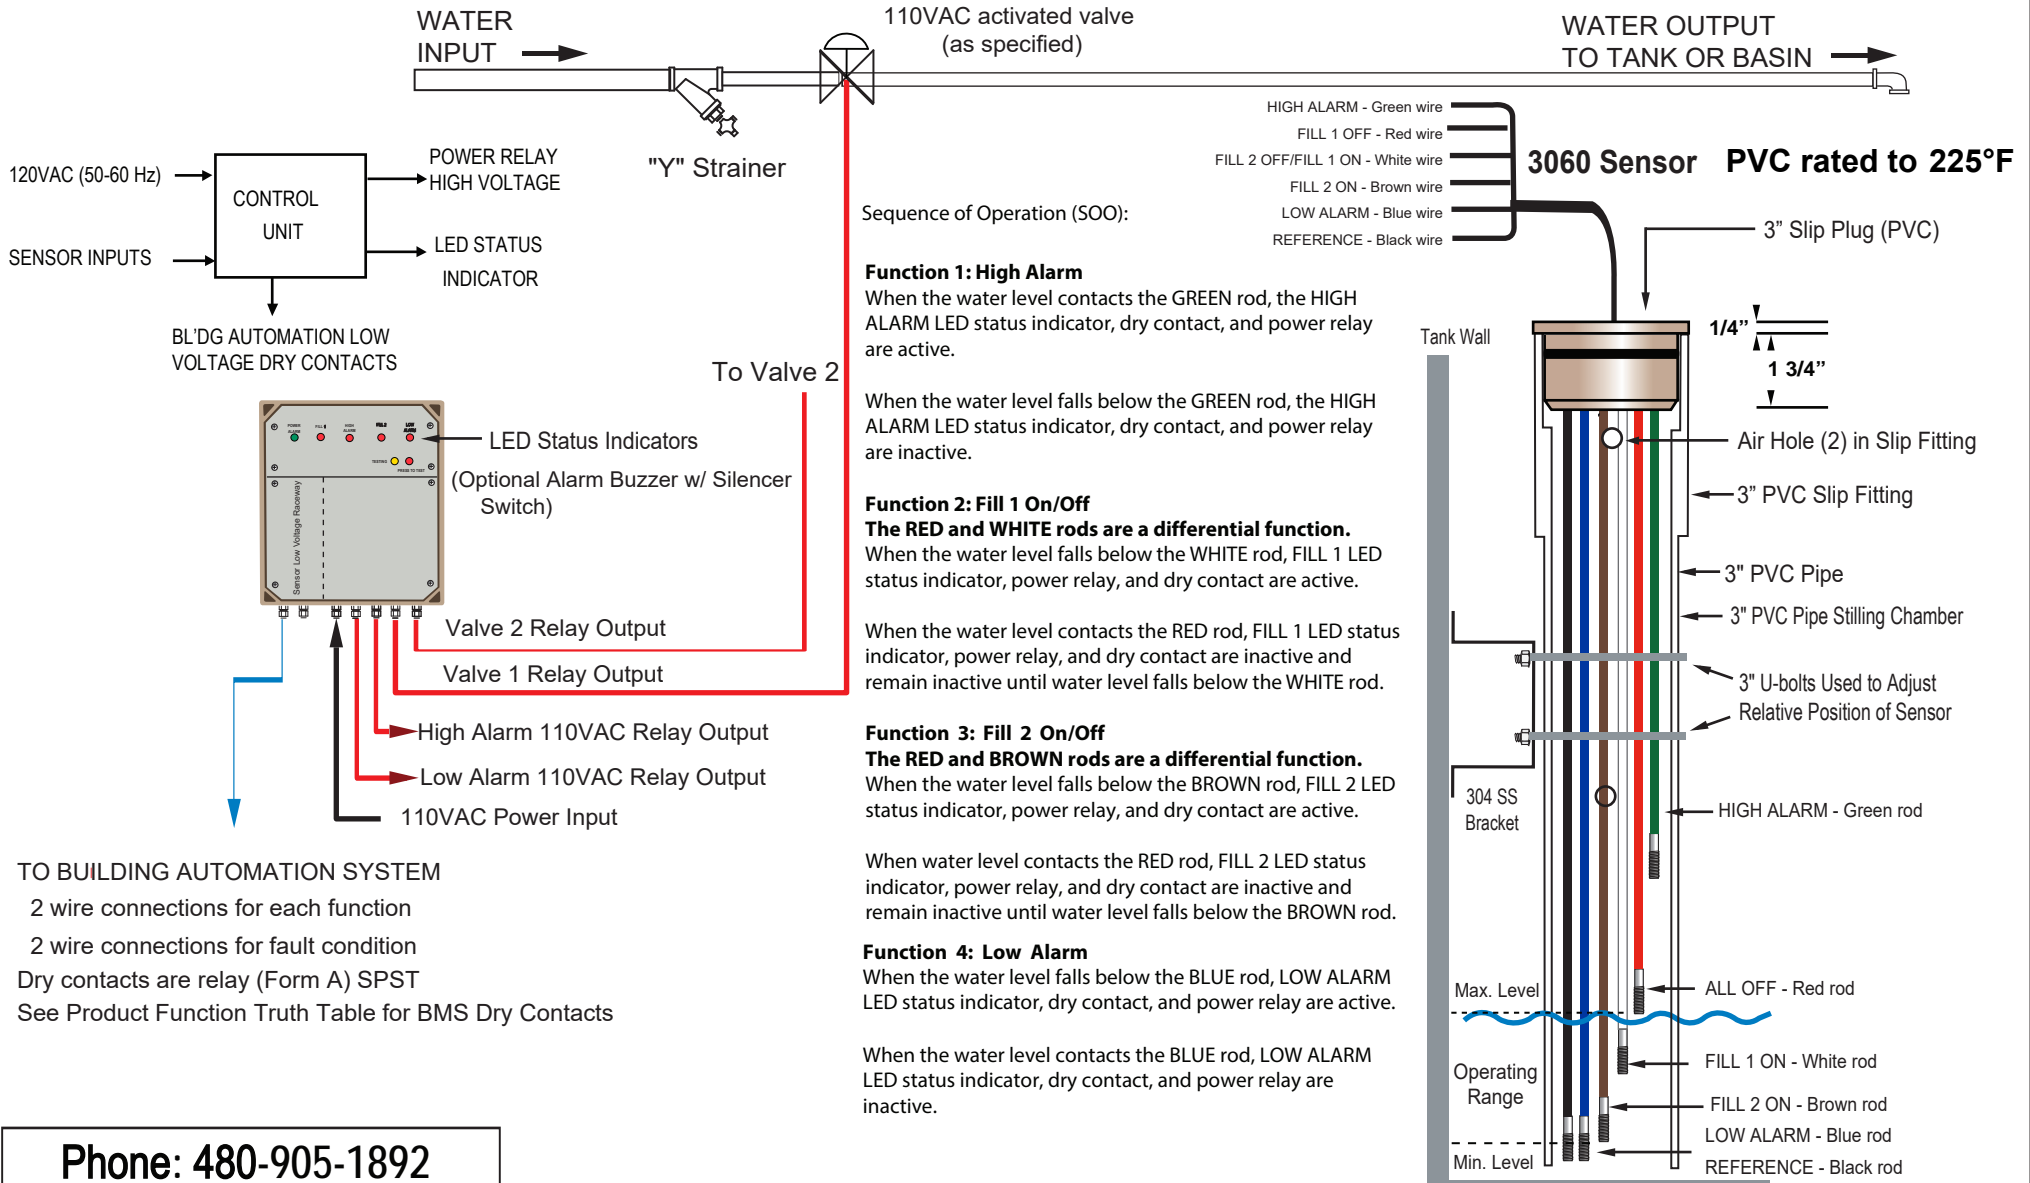 WATER
INPUT
110VAC activated valve
(as specified)
WATER OUTPUT
TO TANK OR BASIN
"Y" Strainer
120VAC (50-60 Hz)
SENSOR INPUTS
CONTROL
UNIT
POWER RELAY
HIGH VOLTAGE
LED STATUS
INDICATOR
BL'DG AUTOMATION LOW
VOLTAGE DRY CONTACTS
HIGH ALARM - Green wire
FILL 1 OFF - Red wire
FILL 2 OFF/FILL 1 ON - White wire
FILL 2 ON - Brown wire
LOW ALARM - Blue wire
REFERENCE - Black wire
3060 Sensor PVC rated to 225°F
Sequence of Operation (SOO):
Function 1: High Alarm
When the water level contacts the GREEN rod, the HIGH
ALARM LED status indicator, dry contact, and power relay
are active.
When the water level falls below the GREEN rod, the HIGH
ALARM LED status indicator, dry contact, and power relay
are inactive.
Function 2: Fill 1 On/Off
The RED and WHITE rods are a differential function.
When the water level falls below the WHITE rod, FILL 1 LED
status indicator, power relay, and dry contact are active.
When the water level contacts the RED rod, FILL 1 LED status
indicator, power relay, and dry contact are inactive and
remain inactive until water level falls below the WHITE rod.
Function 3: Fill 2 On/Off
The RED and BROWN rods are a differential function.
When the water level falls below the BROWN rod, FILL 2 LED
status indicator, power relay, and dry contact are active.
When water level contacts the RED rod, FILL 2 LED status
indicator, power relay, and dry contact are inactive and
remain inactive until water level falls below the BROWN rod.
Function 4: Low Alarm
When the water level falls below the BLUE rod, LOW ALARM
LED status indicator, dry contact, and power relay are active.
When the water level contacts the BLUE rod, LOW ALARM
LED status indicator, dry contact, and power relay are
inactive.
To Valve 2
POWER
ALARM
FILL
HIGH
ALARM
FILL 2
LOW
ALARM
TESTING
PRESS TO TEST
Sensor Low Voltage Raceway
LED Status Indicators
(Optional Alarm Buzzer w/ Silencer
Switch)
Valve 2 Relay Output
Valve 1 Relay Output
High Alarm 110VAC Relay Output
Low Alarm 110VAC Relay Output
110VAC Power Input
TO BUILDING AUTOMATION SYSTEM
2 wire connections for each function
2 wire connections for fault condition
Dry contacts are relay (Form A) SPST
See Product Function Truth Table for BMS Dry Contacts
Phone: 480-905-1892
3” Slip Plug (PVC)
1/4”
1 3/4”
Tank Wall
Air Hole (2) in Slip Fitting
3” PVC Slip Fitting
3" PVC Pipe
3" PVC Pipe Stilling Chamber
3" U-bolts Used to Adjust
Relative Position of Sensor
304 SS
Bracket
HIGH ALARM - Green rod
Max. Level
ALL OFF - Red rod
FILL 1 ON - White rod
Operating
Range
FILL 2 ON - Brown rod
LOW ALARM - Blue rod
Min. Level
REFERENCE - Black rod